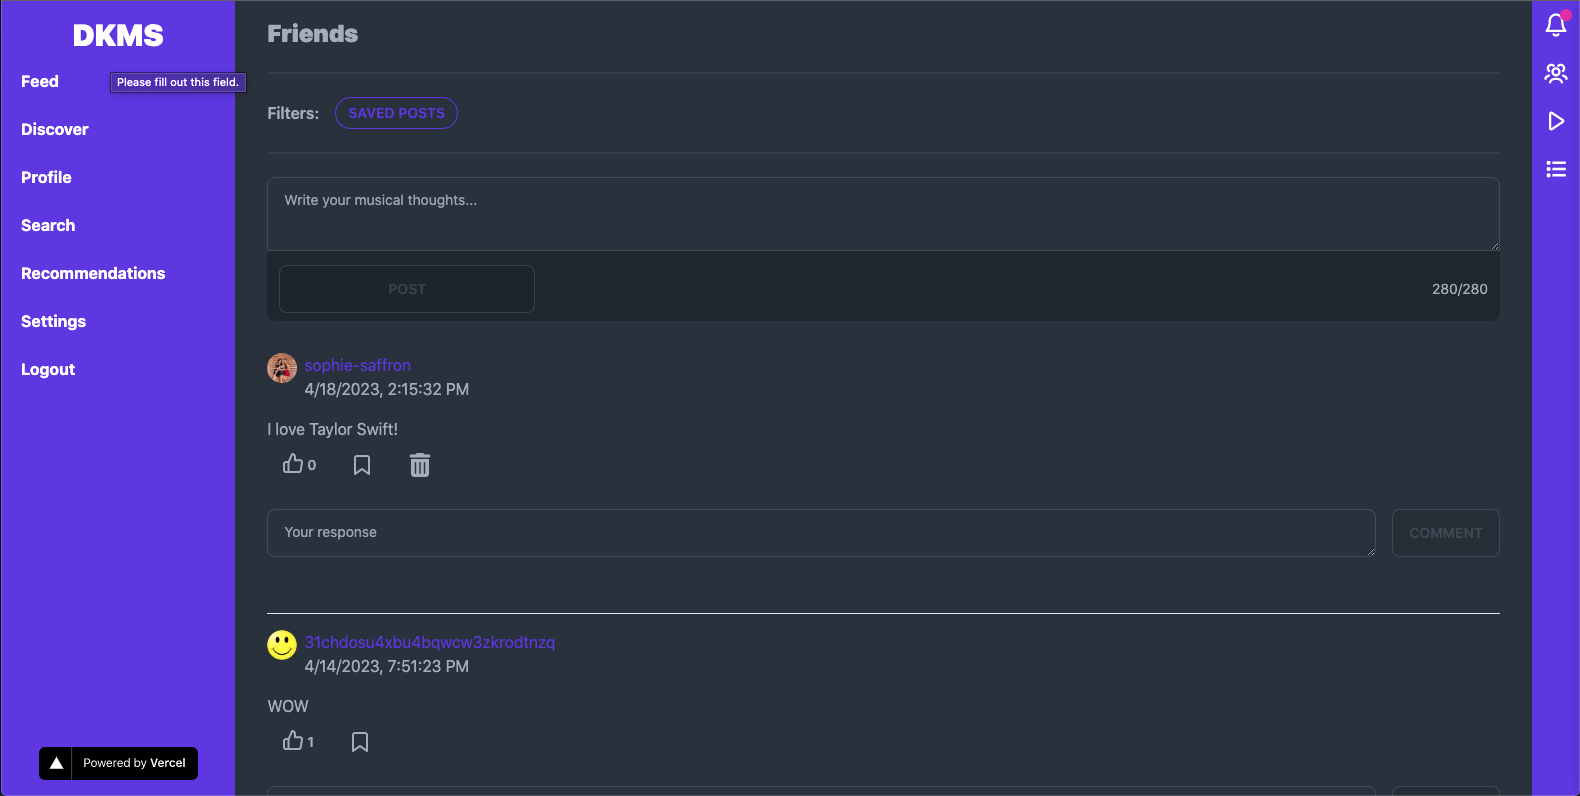 DKMS
Feed
Please fill out this field.
Discover
Profile
Search
Recommendations
Settings
Logout
Powered by Vercel
Friends
Filters: SAVED POSTS
Write your musical thoughts...
POST 280/280
sophie-saffron
4/18/2023, 2:15:32 PM
I love Taylor Swift!
0
Your response COMMENT
31chdosu4xbu4bqwcw3zkrodtnzq
4/14/2023, 7:51:23 PM
WOW
1